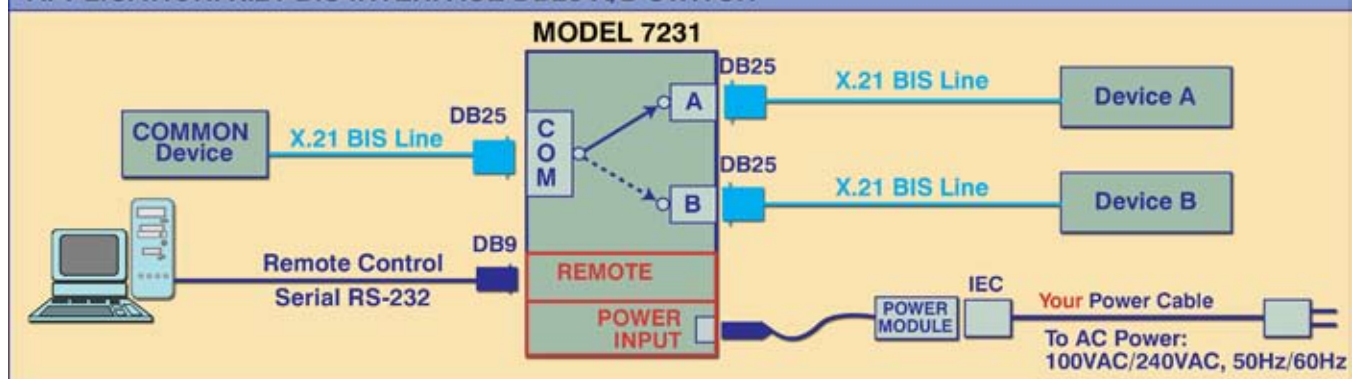 MODEL 7231
DB25
X.21 BIS Line
Device A
COMMON
Device
X.21 BIS Line
DB25
COM
A
DB25
X.21 BIS Line
Device B
B
DB9
Remote Control
Serial RS-232
REMOTE
POWER
INPUT
POWER
MODULE
IEC
Your Power Cable
To AC Power:
100VAC/240VAC, 50Hz/60Hz